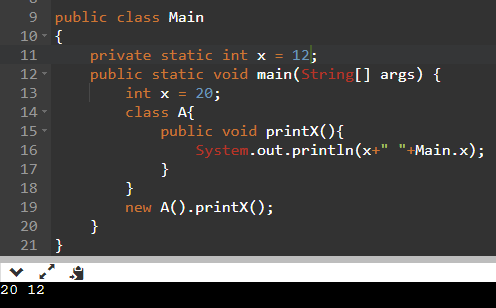 9 public class Main
10 {
11     private static int x = 12;
12     public static void main(String[] args) {
13         int x = 20;
14         class A{
15             public void printX(){
16                 System.out.println(x+" "+Main.x);
17             }
18         }
19         new A().printX();
20     }
21 }
20 12